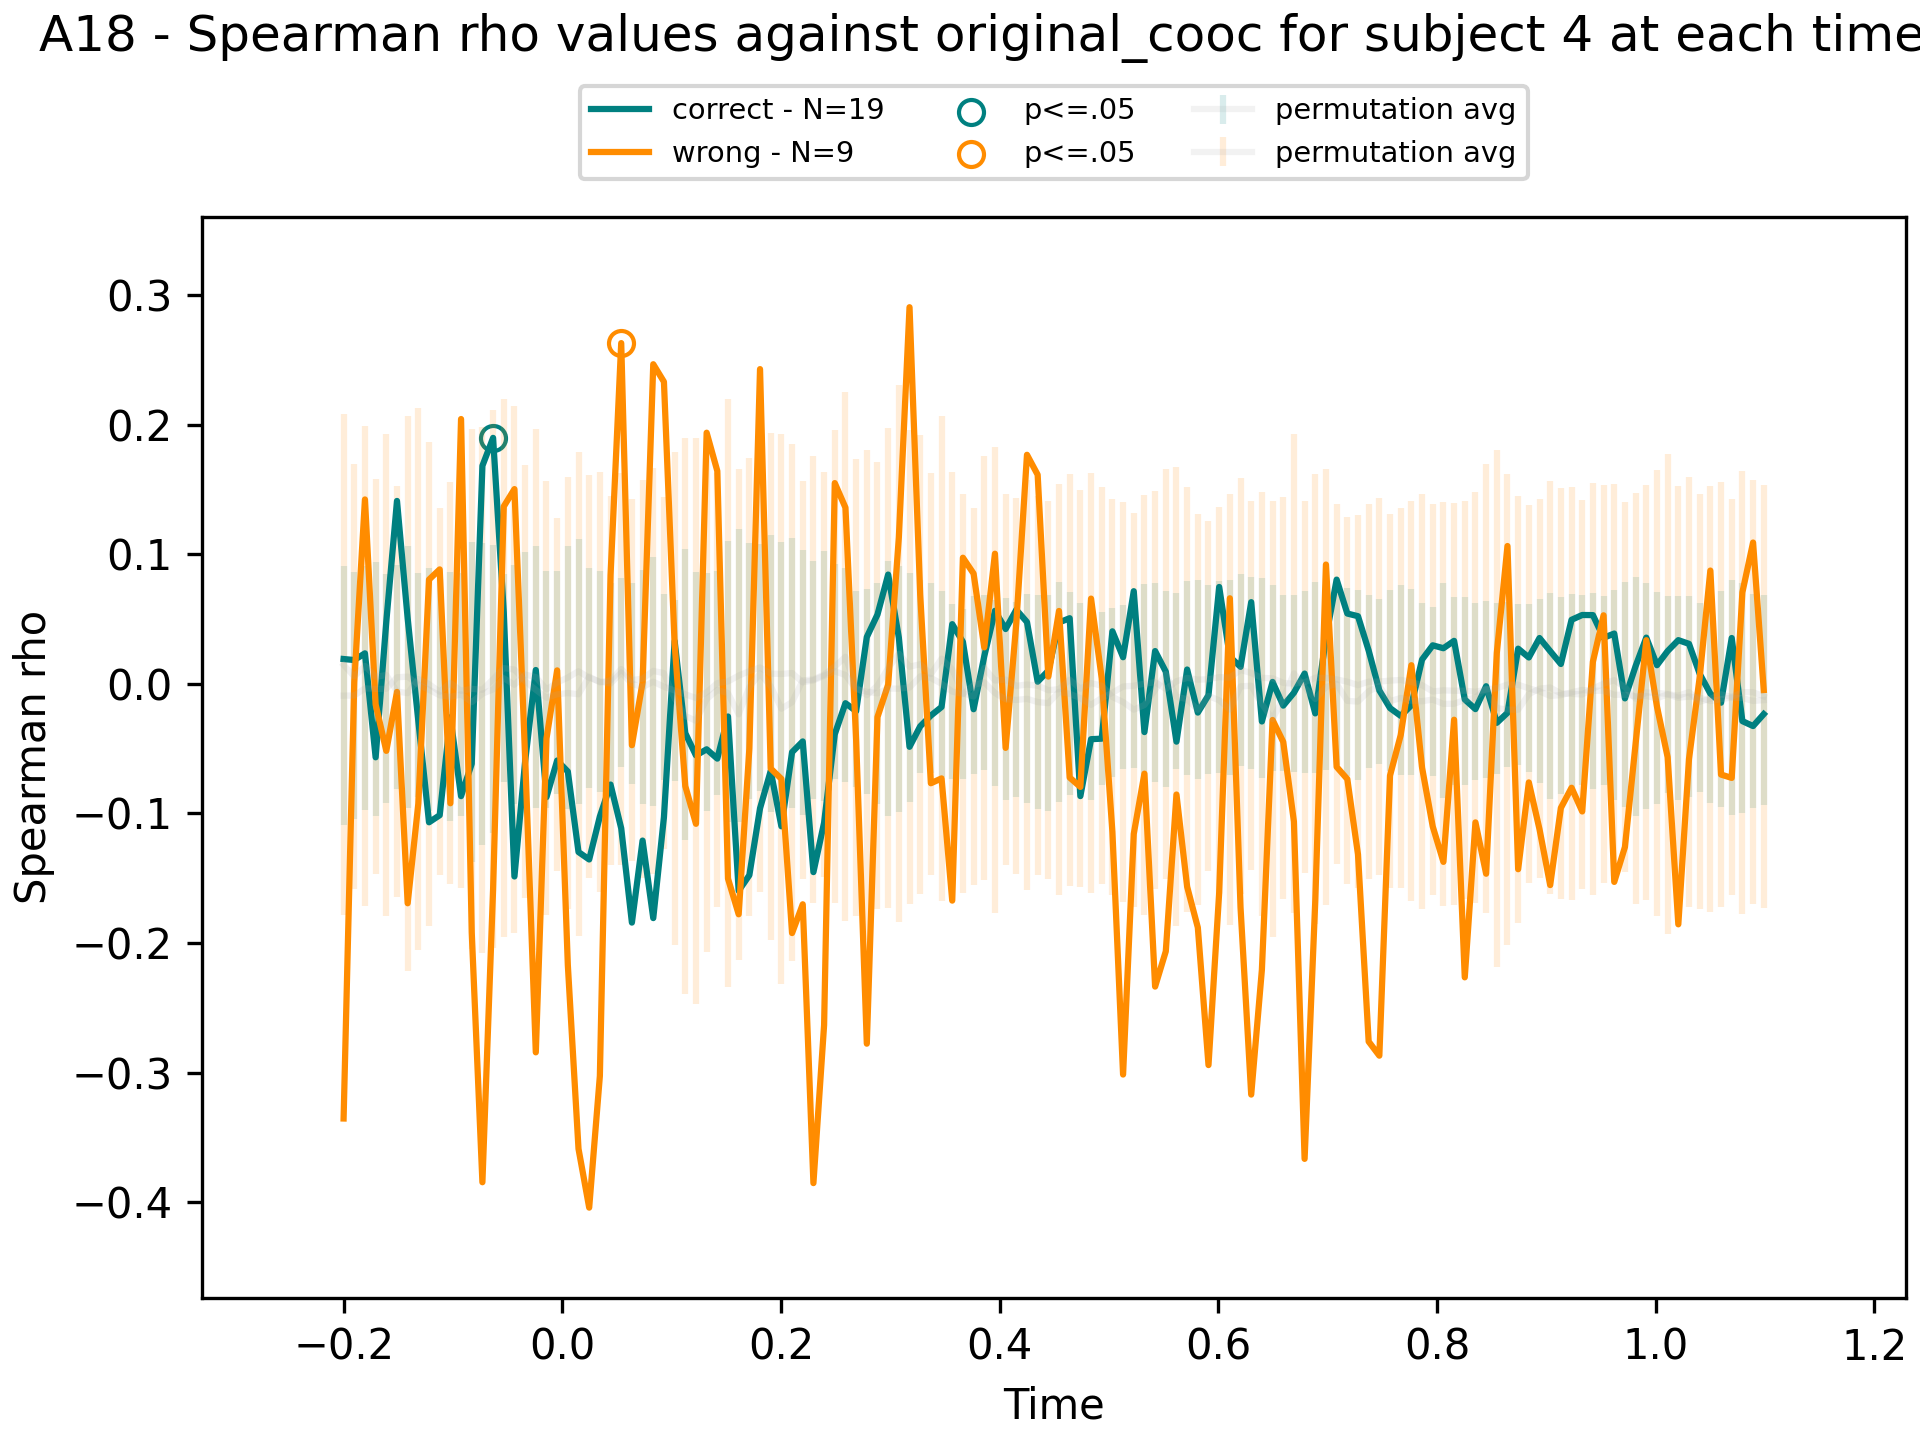 A18 - Spearman rho values against original_cooc for subject 4 at each time
correct - N=19
wrong - N=9
p<=.05
p<=.05
permutation avg
permutation avg
Spearman rho
0.3
0.2
0.1
0.0
−0.1
−0.2
−0.3
−0.4
−0.2
0.0
0.2
0.4
0.6
0.8
1.0
1.2
Time